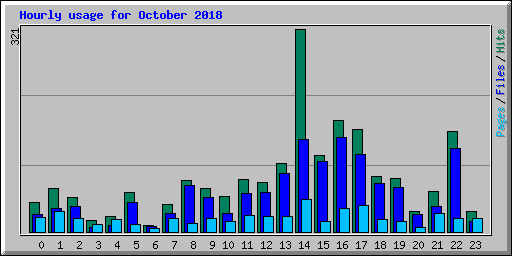 Hourly usage for October 2018
321
Pages / Files / Hits
0 1 2 3 4 5 6 7 8 9 10 11 12 13 14 15 16 17 18 19 20 21 22 23